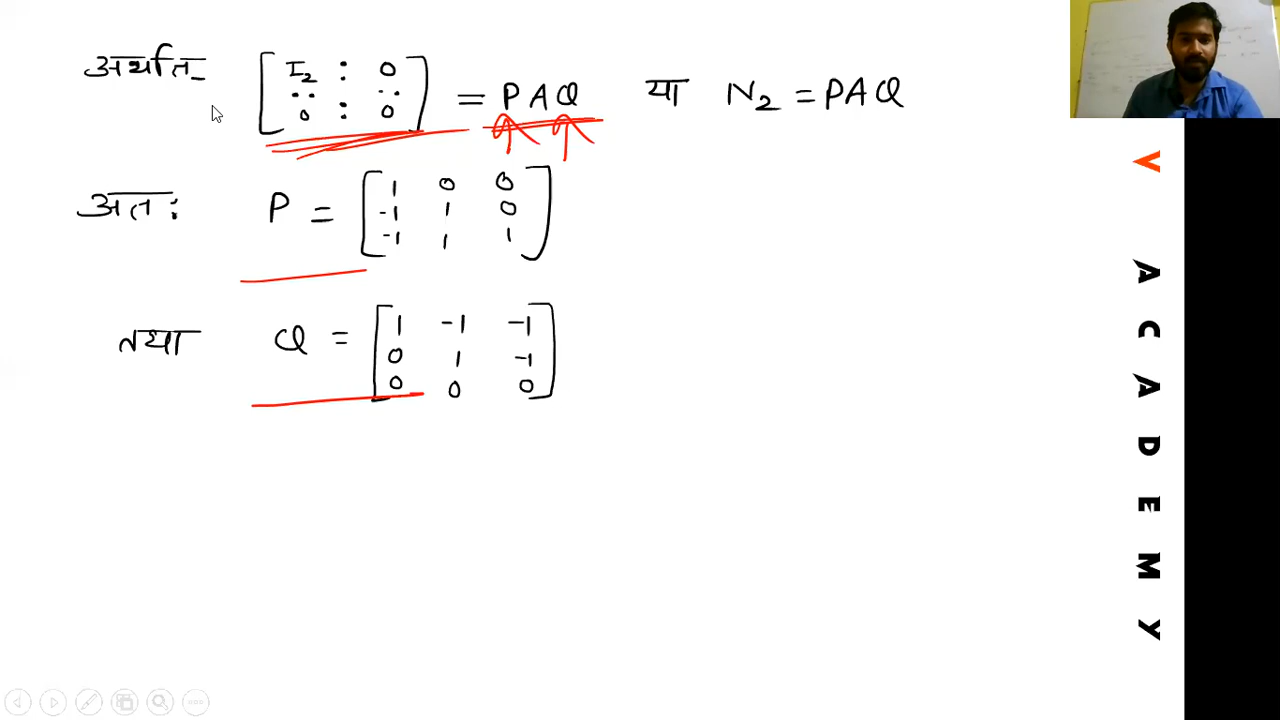 अर्थात- [ I₂ : 0 ·· ·· 0 : 0 ] = PAQ या N₂ = PAQ
अतः P = [ 1 0 0
-1 1 0
-1 1 1 ]
तथा Q = [ 1 -1 -1
0 1 -1
0 0 0 ]
V ACADEMY